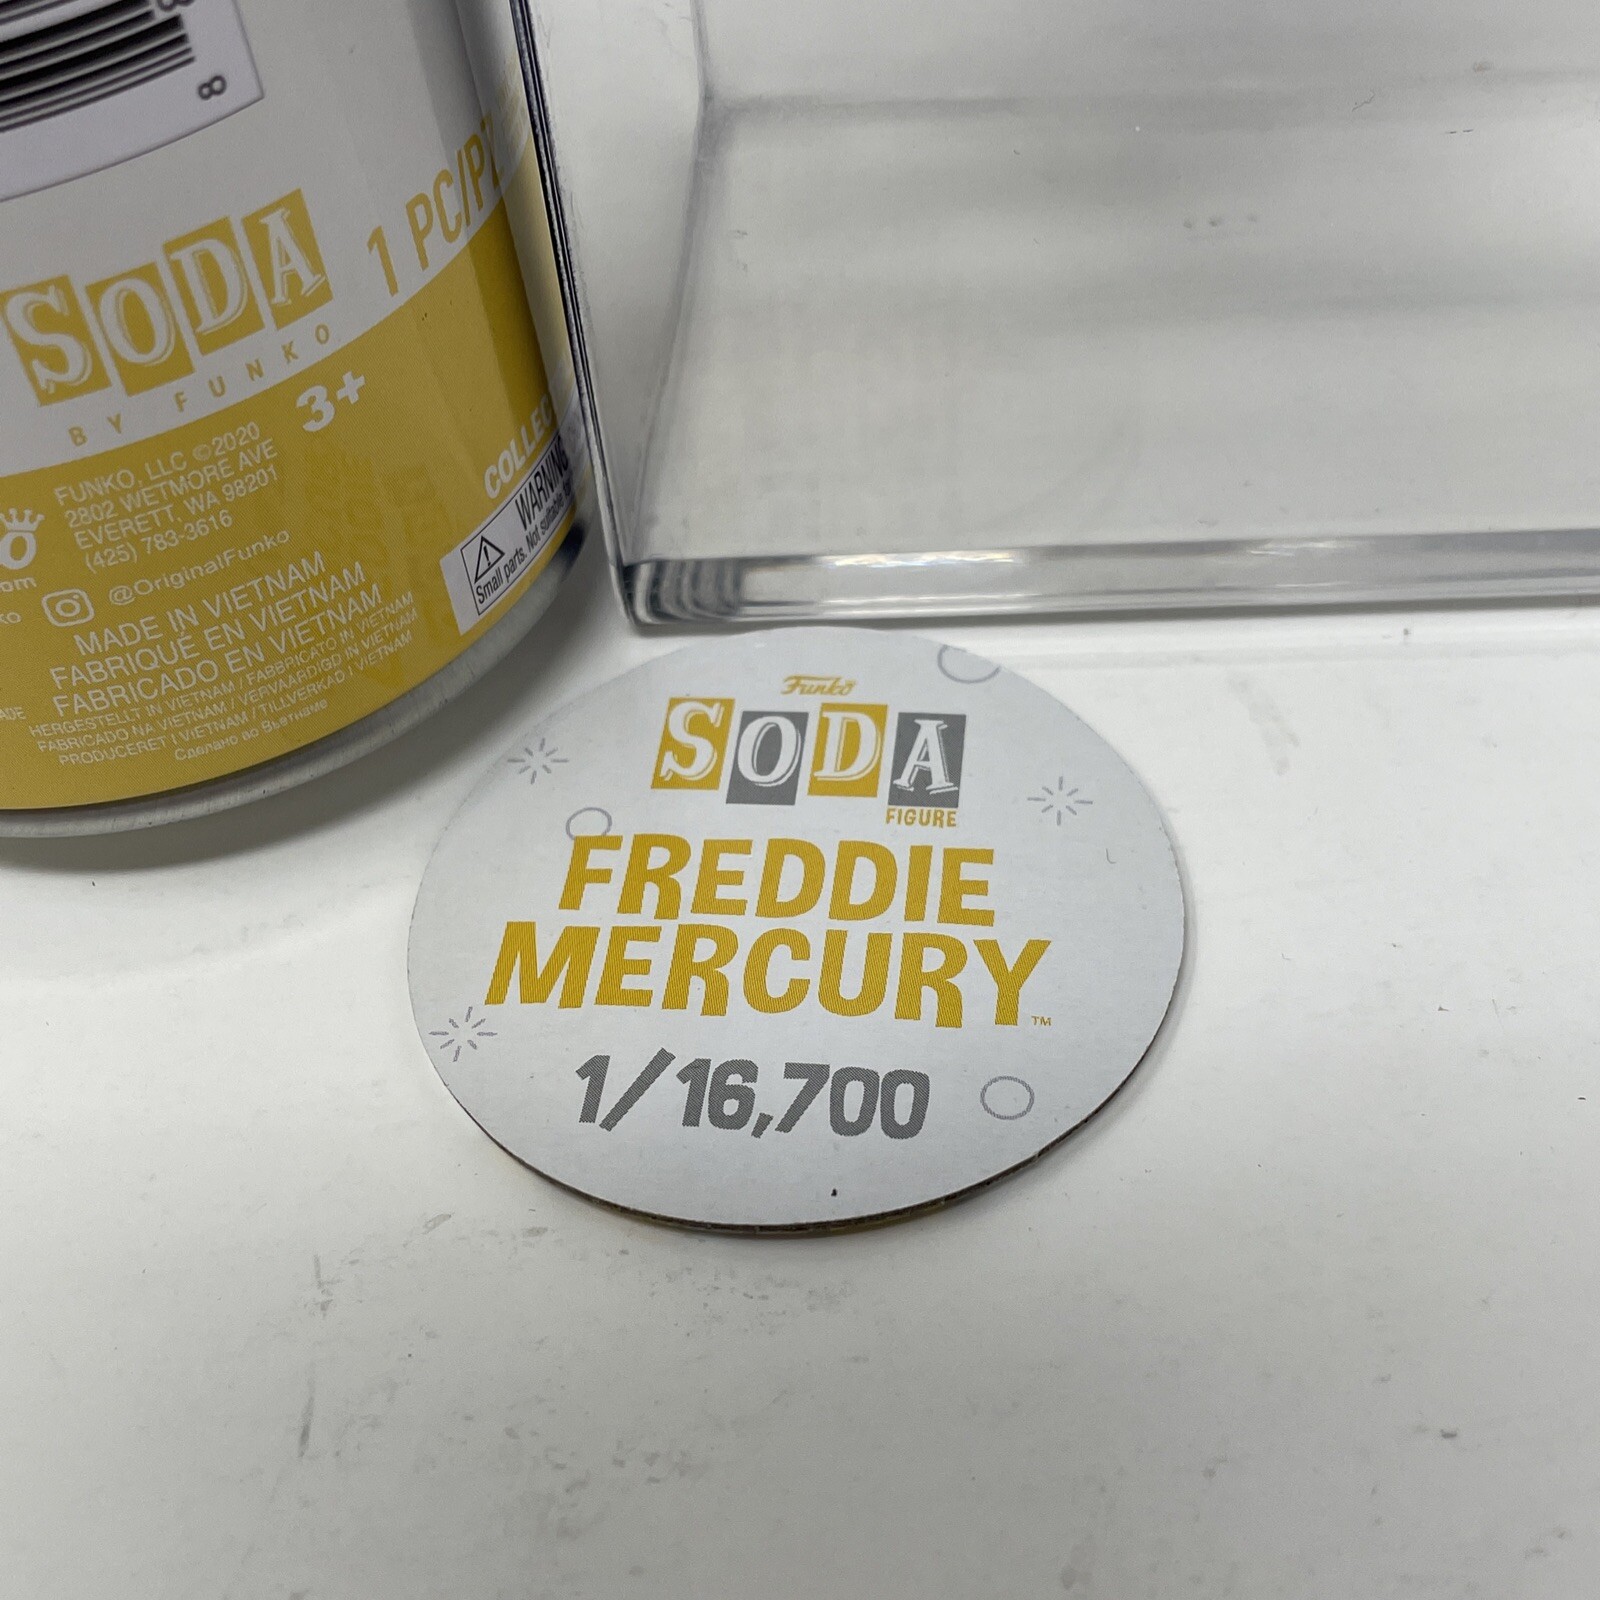 8
SODA
BY FUNKO
1 PC/PZ
3+
FUNKO, LLC ©2020
2802 WETMORE AVE
EVERETT, WA 98201
(425) 783-3616
@OriginalFunko
MADE IN VIETNAM
FABRIQUÉ EN VIETNAM
FABRICADO EN VIETNAM
HERGESTELLT IN VIETNAM / FABBRICATO IN VIETNAM
FABRICADO NA VIETNAM / VERVAARDIGD IN VIETNAM
PRODUCERET I VIETNAM / TILLVERKAD I VIETNAM
Сделано во Вьетнаме
WARNING
Small parts. Not
Funko
SODA
FIGURE
FREDDIE
MERCURY™
1/16,700